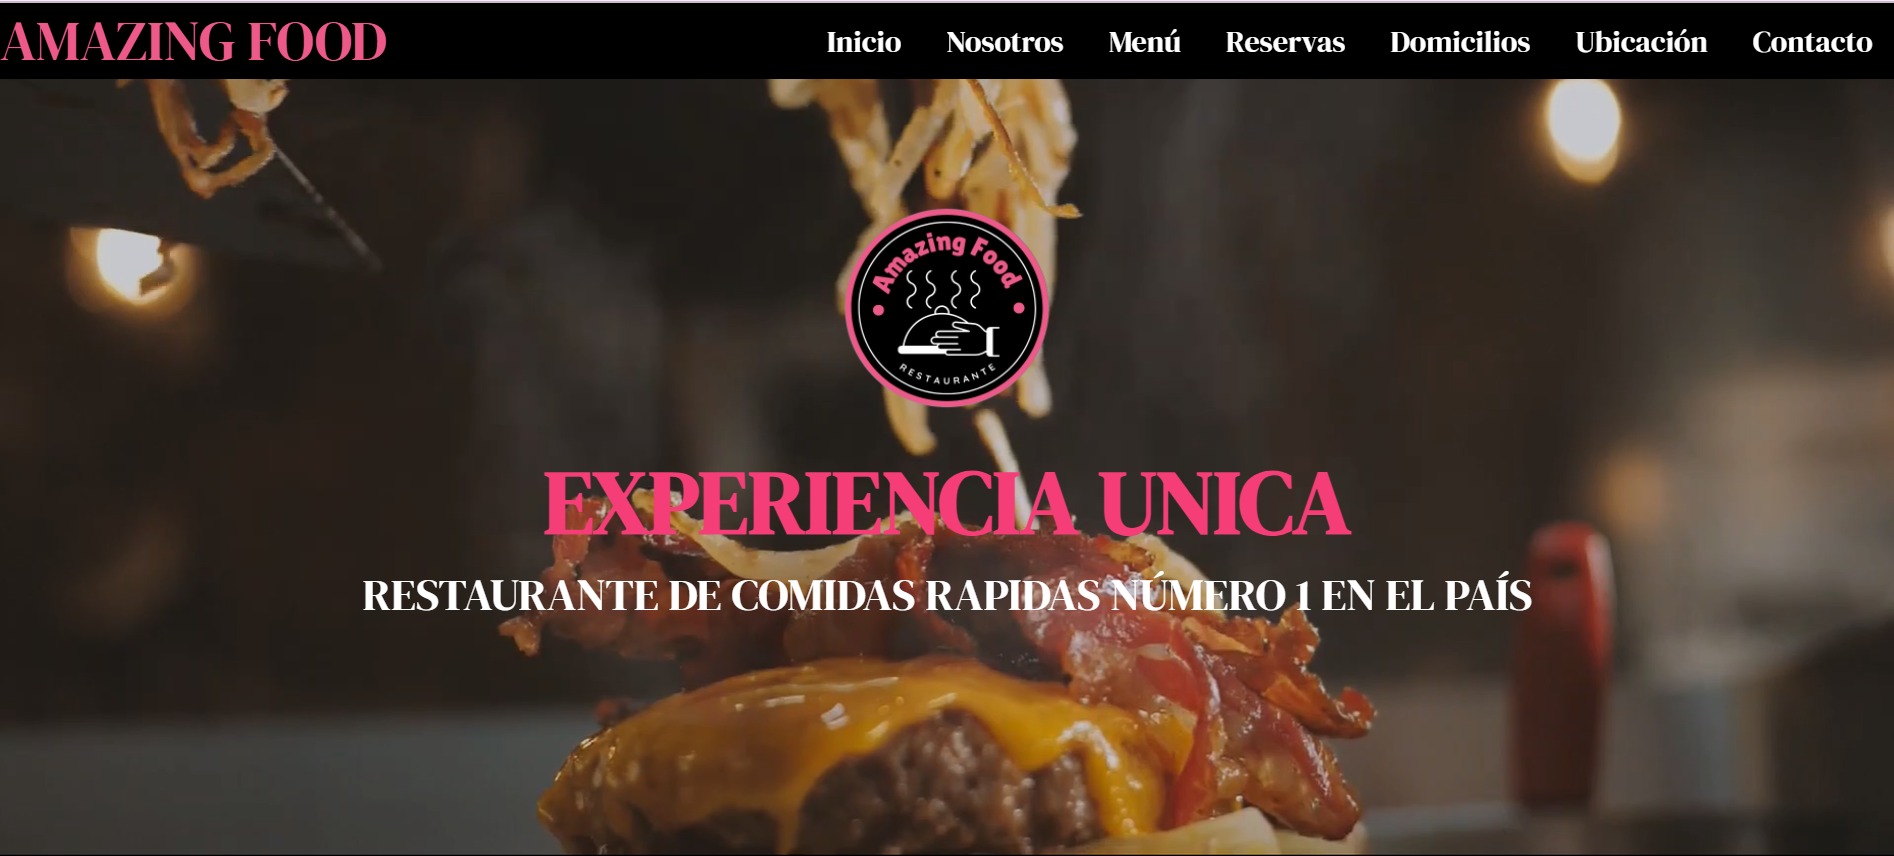 AMAZING FOOD
Inicio Nosotros Menú Reservas Domicilios Ubicación Contacto
Amazing Food
RESTAURANTE
EXPERIENCIA UNICA
RESTAURANTE DE COMIDAS RAPIDAS NÚMERO 1 EN EL PAÍS